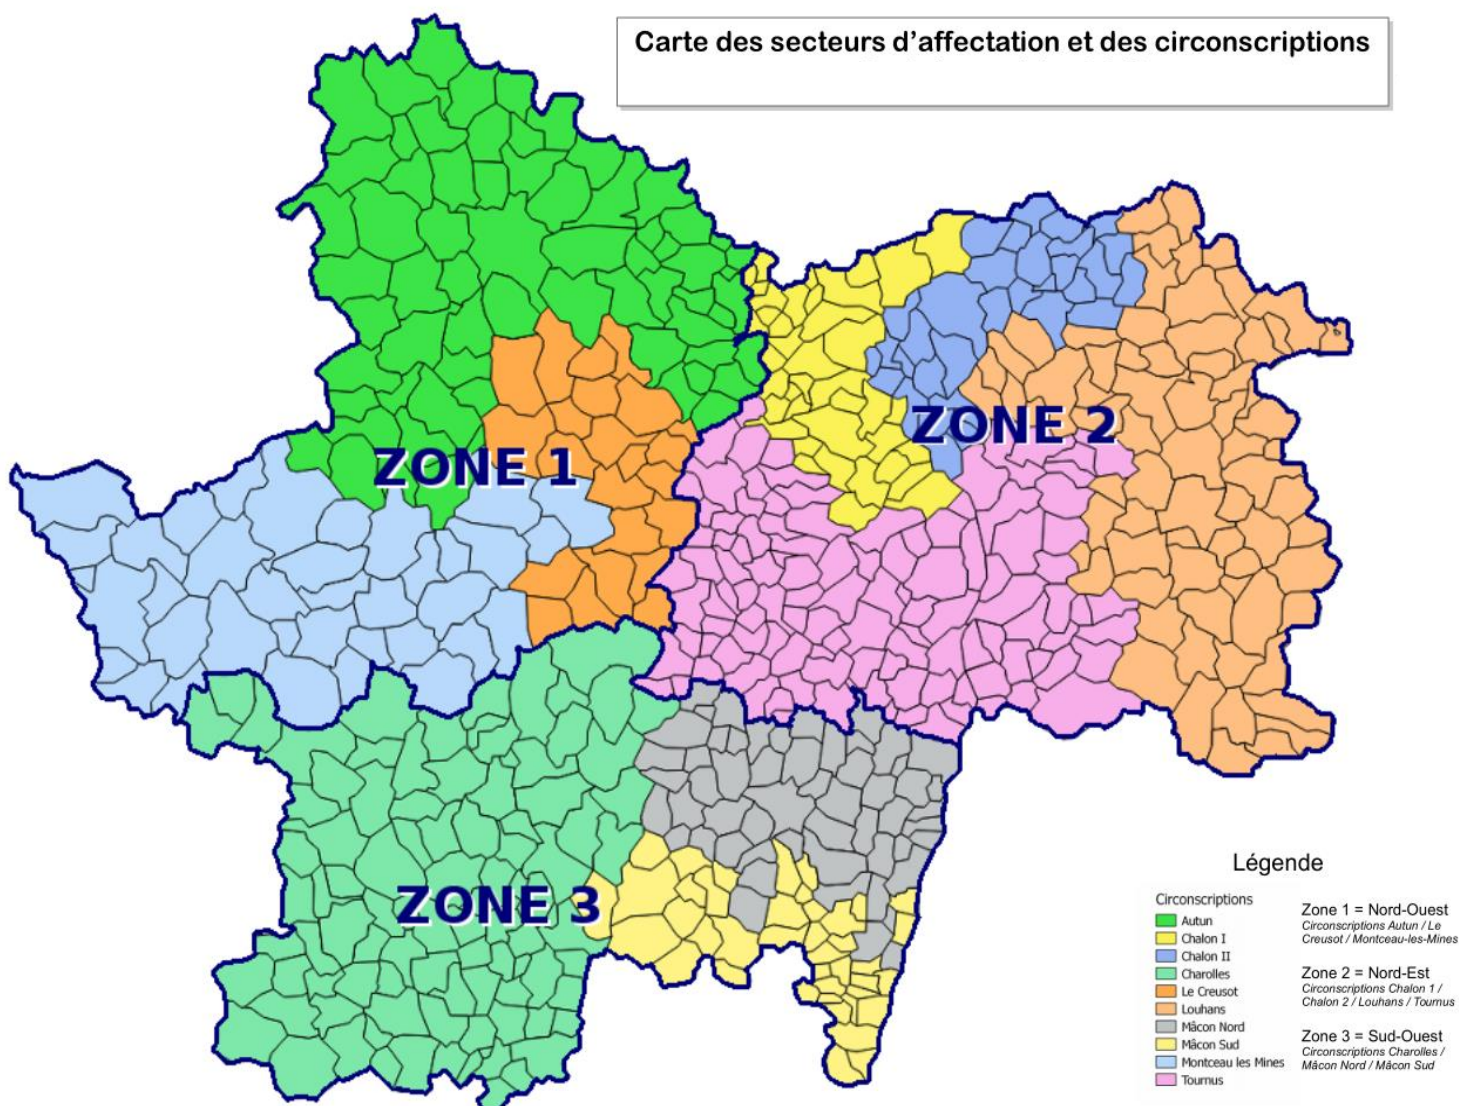 Carte des secteurs d'affectation et des circonscriptions
ZONE 1
ZONE 2
ZONE 3
Légende
Circonscriptions
Autun
Chalon I
Chalon II
Charolles
Le Creusot
Louhans
Mâcon Nord
Mâcon Sud
Montceau les Mines
Tournus
Zone 1 = Nord-Ouest
Circonscriptions Autun / Le
Creusot / Montceau-les-Mines
Zone 2 = Nord-Est
Circonscriptions Chalon 1 /
Chalon 2 / Louhans / Tournus
Zone 3 = Sud-Ouest
Circonscriptions Charolles /
Mâcon Nord / Mâcon Sud